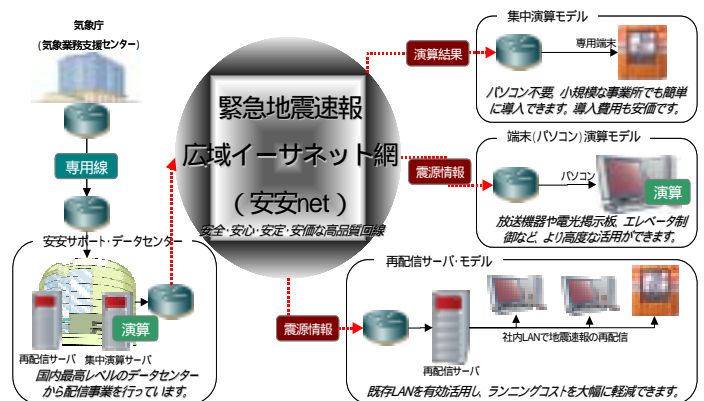 気象庁
(気象業務支援センター)
専用線
安安サポート・データセンター
演算
再配信サーバ 集中演算サーバ
国内最高レベルのデータセンター
から配信事業を行っています。
緊急地震速報
広域イーサネット網
(安安net)
安全・安心・安定・安価な高品質回線
演算結果
震源情報
震源情報
集中演算モデル
専用端末
パソコン不要。小規模な事業所でも簡単
に導入できます。導入費用も安価です。
端末(パソコン)演算モデル
パソコン
演算
放送機器や電光掲示板、エレベータ制
御など、より高度な活用ができます。
再配信サーバ・モデル
再配信サーバ
社内LANで地震速報の再配信
既存LANを有効活用し、ランニングコストを大幅に軽減できます。